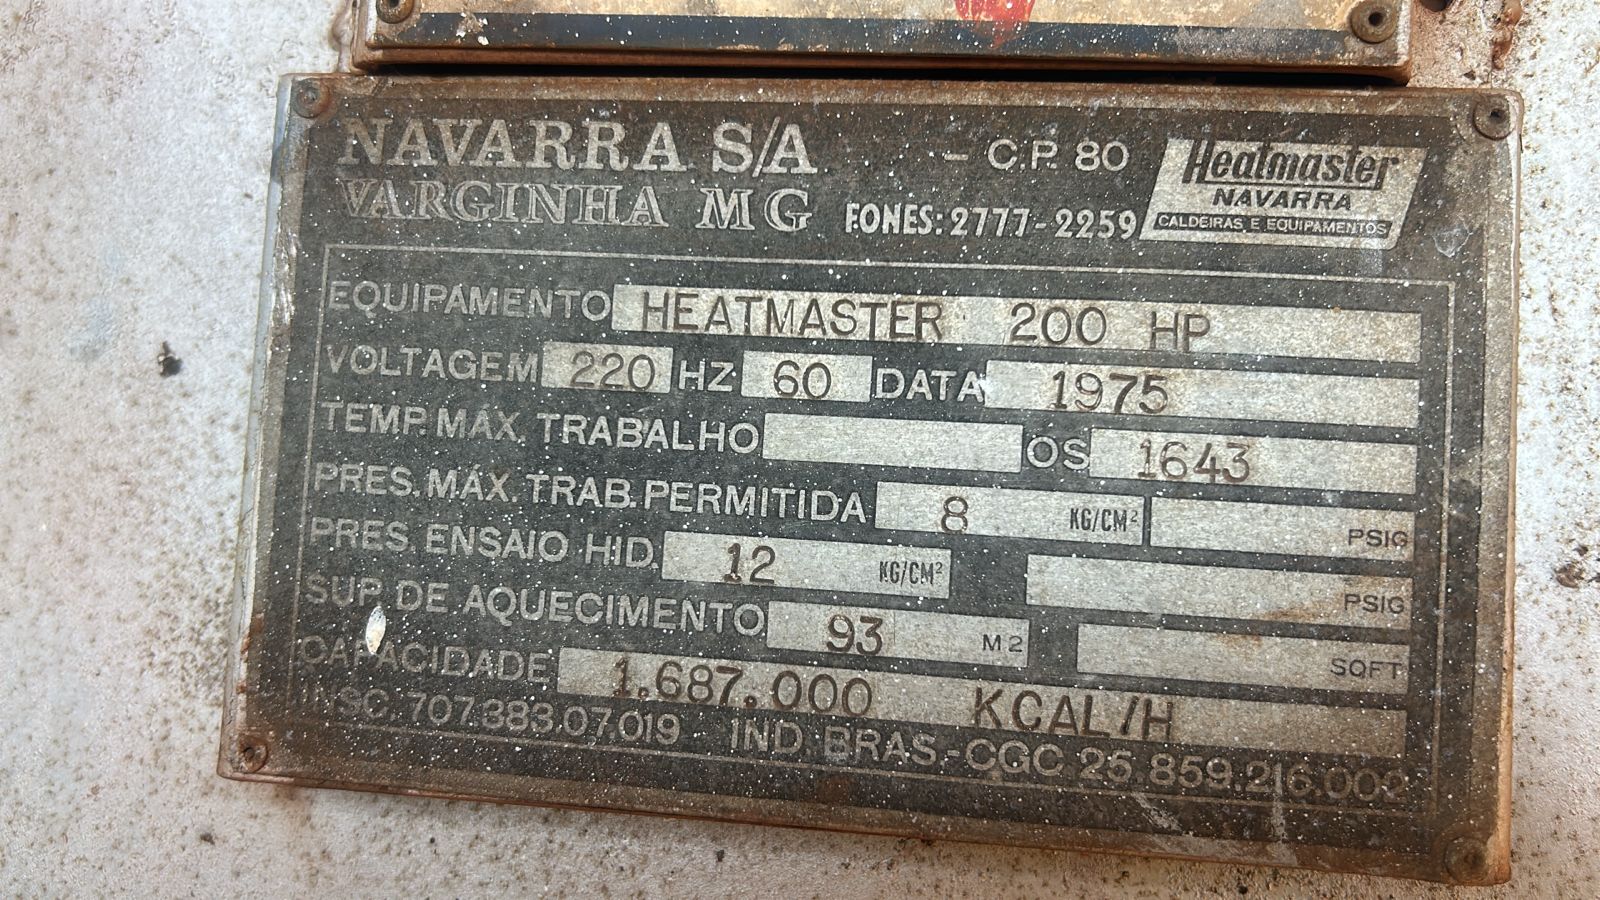 NAVARRA S/A - C.P. 80
VARGINHA MG FONES: 2777-2259
Heatmaster
NAVARRA
CALDEIRAS E EQUIPAMENTOS
EQUIPAMENTO HEATMASTER 200 HP
VOLTAGEM 220 HZ 60 DATA 1975
TEMP. MÁX. TRABALHO OS 1643
PRES. MÁX. TRAB. PERMITIDA 8 KG/CM² PSIG
PRES. ENSAIO HID. 12 KG/CM² PSIG
SUP. DE AQUECIMENTO 93 M2 SQFT
CAPACIDADE 1.687.000 KCAL/H
INSC. 707.383.07.019 IND. BRAS.-CGC.25.859.216.002